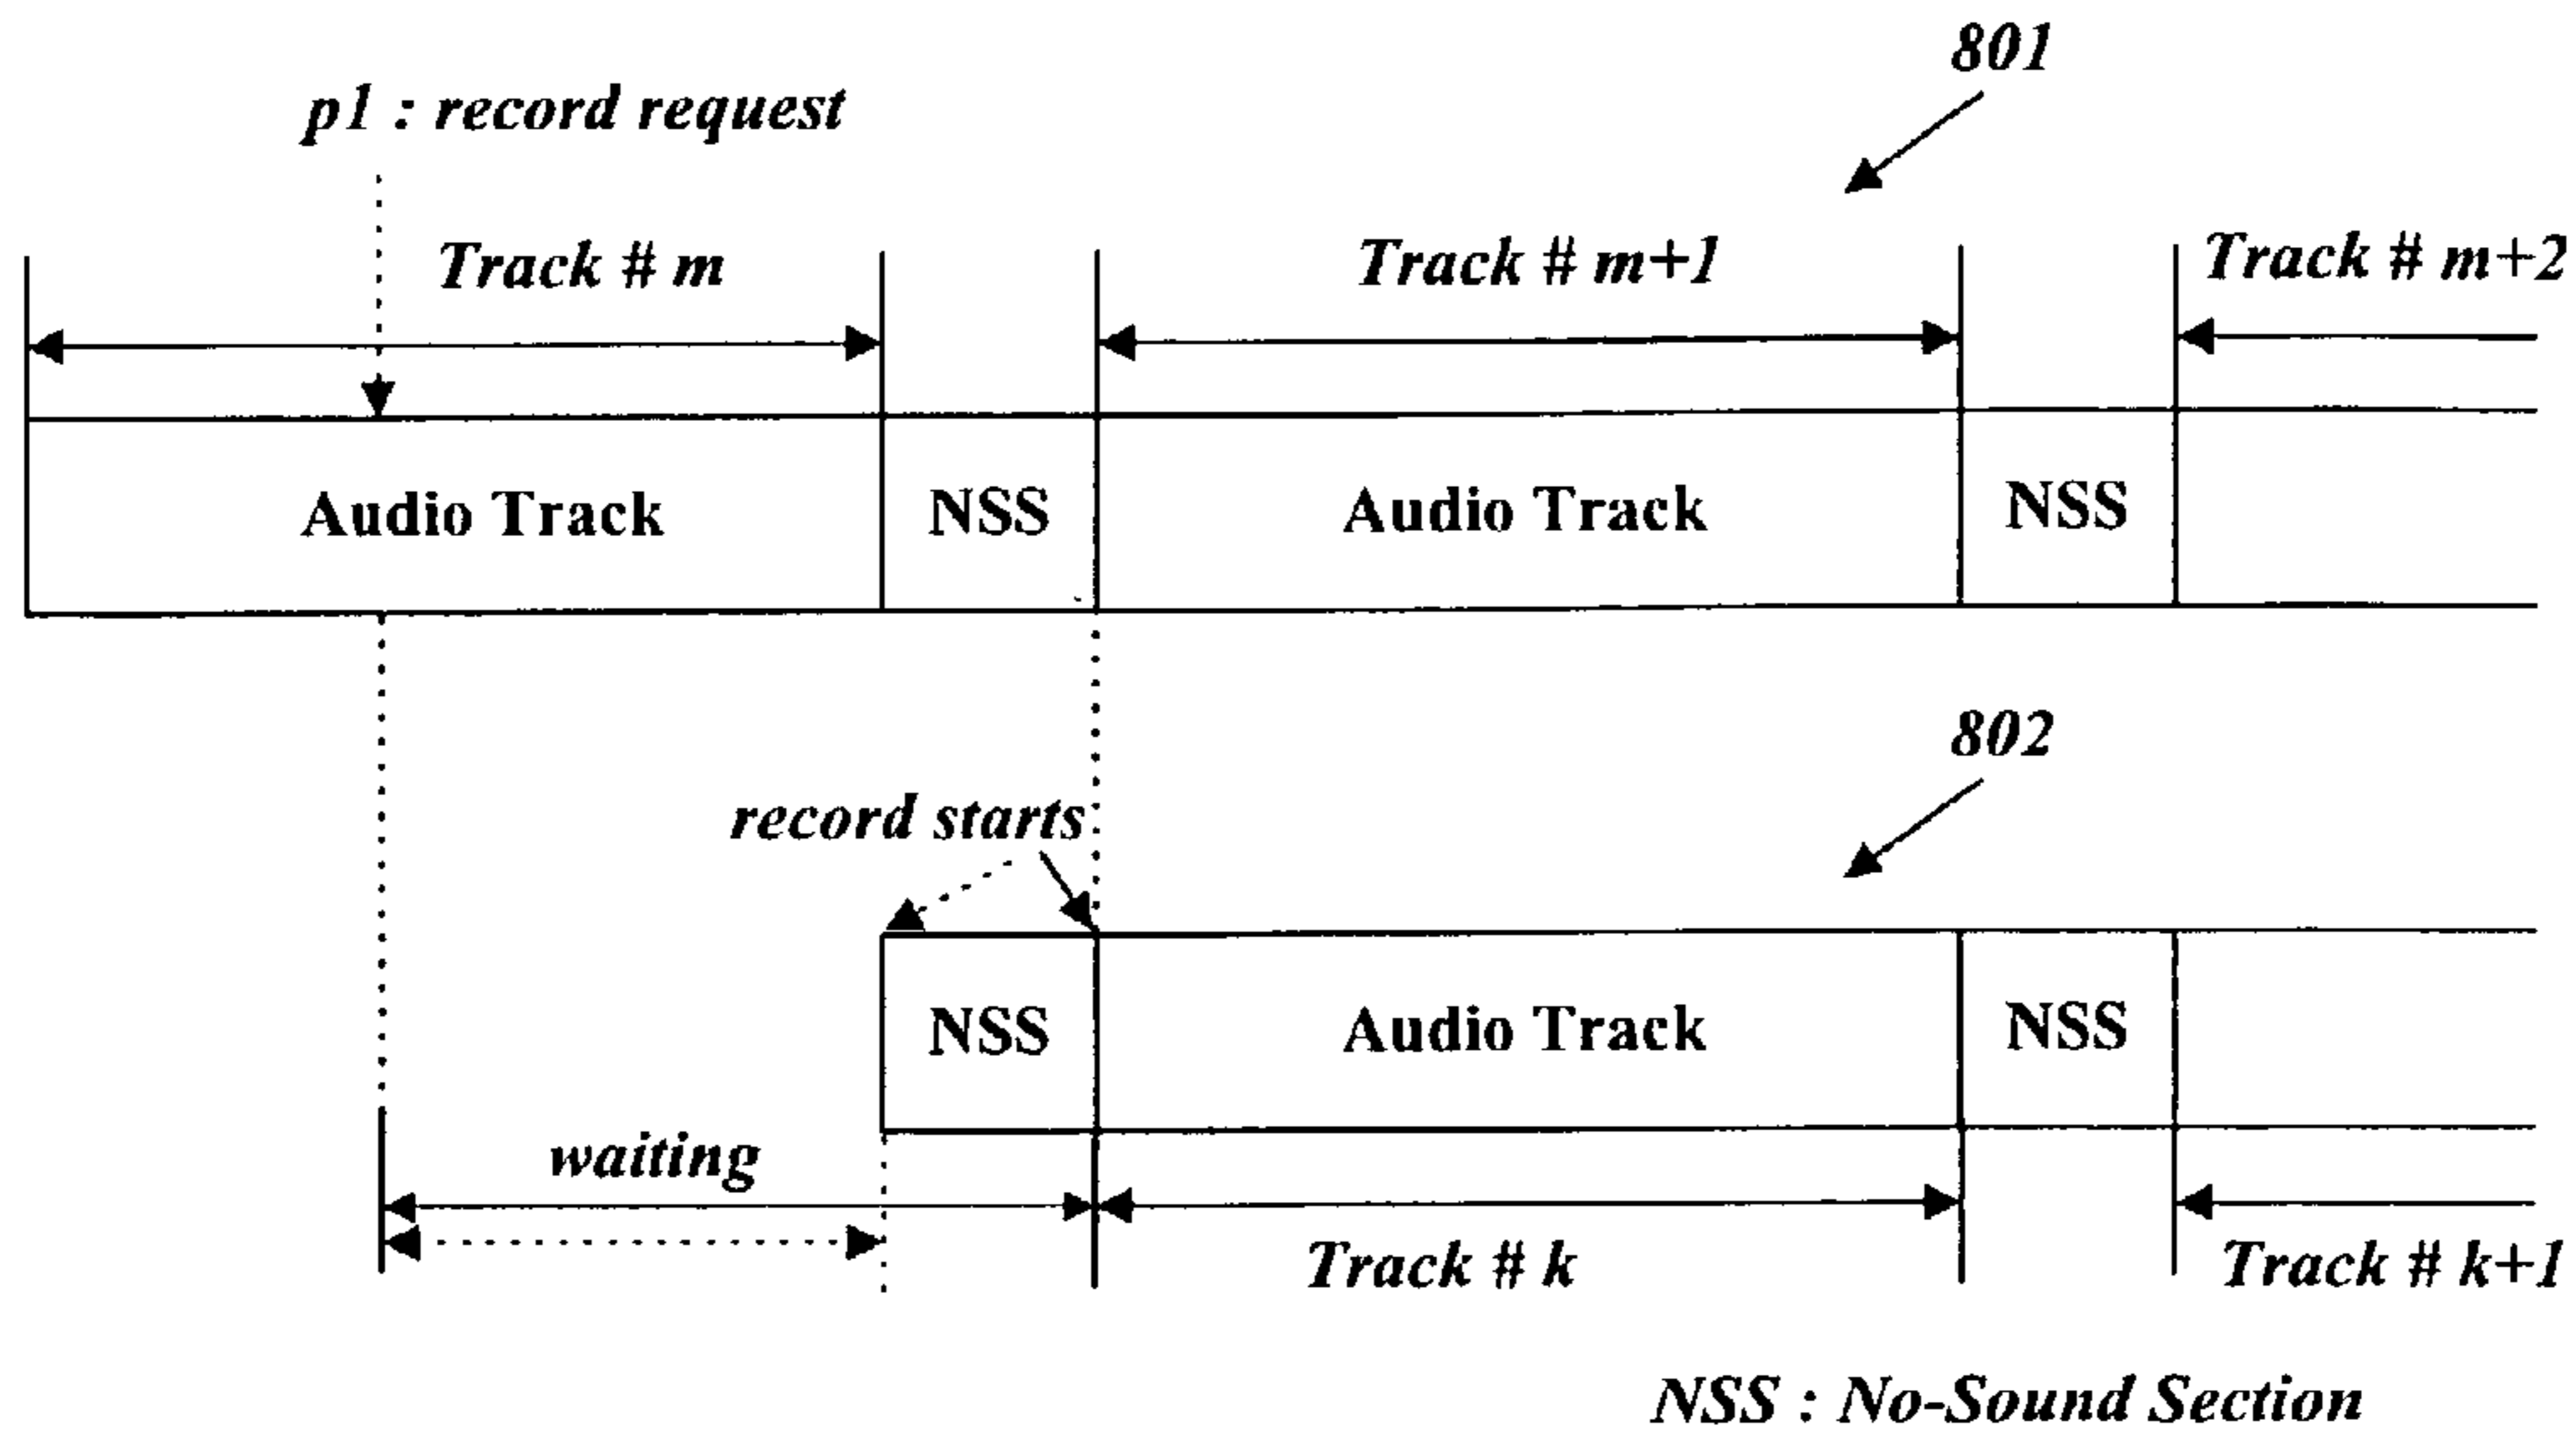 801
p1 : record request
Track # m
Track # m+1
Track # m+2
Audio Track
NSS
Audio Track
NSS
802
record starts
NSS
Audio Track
NSS
waiting
Track # k
Track # k+1
NSS : No-Sound Section